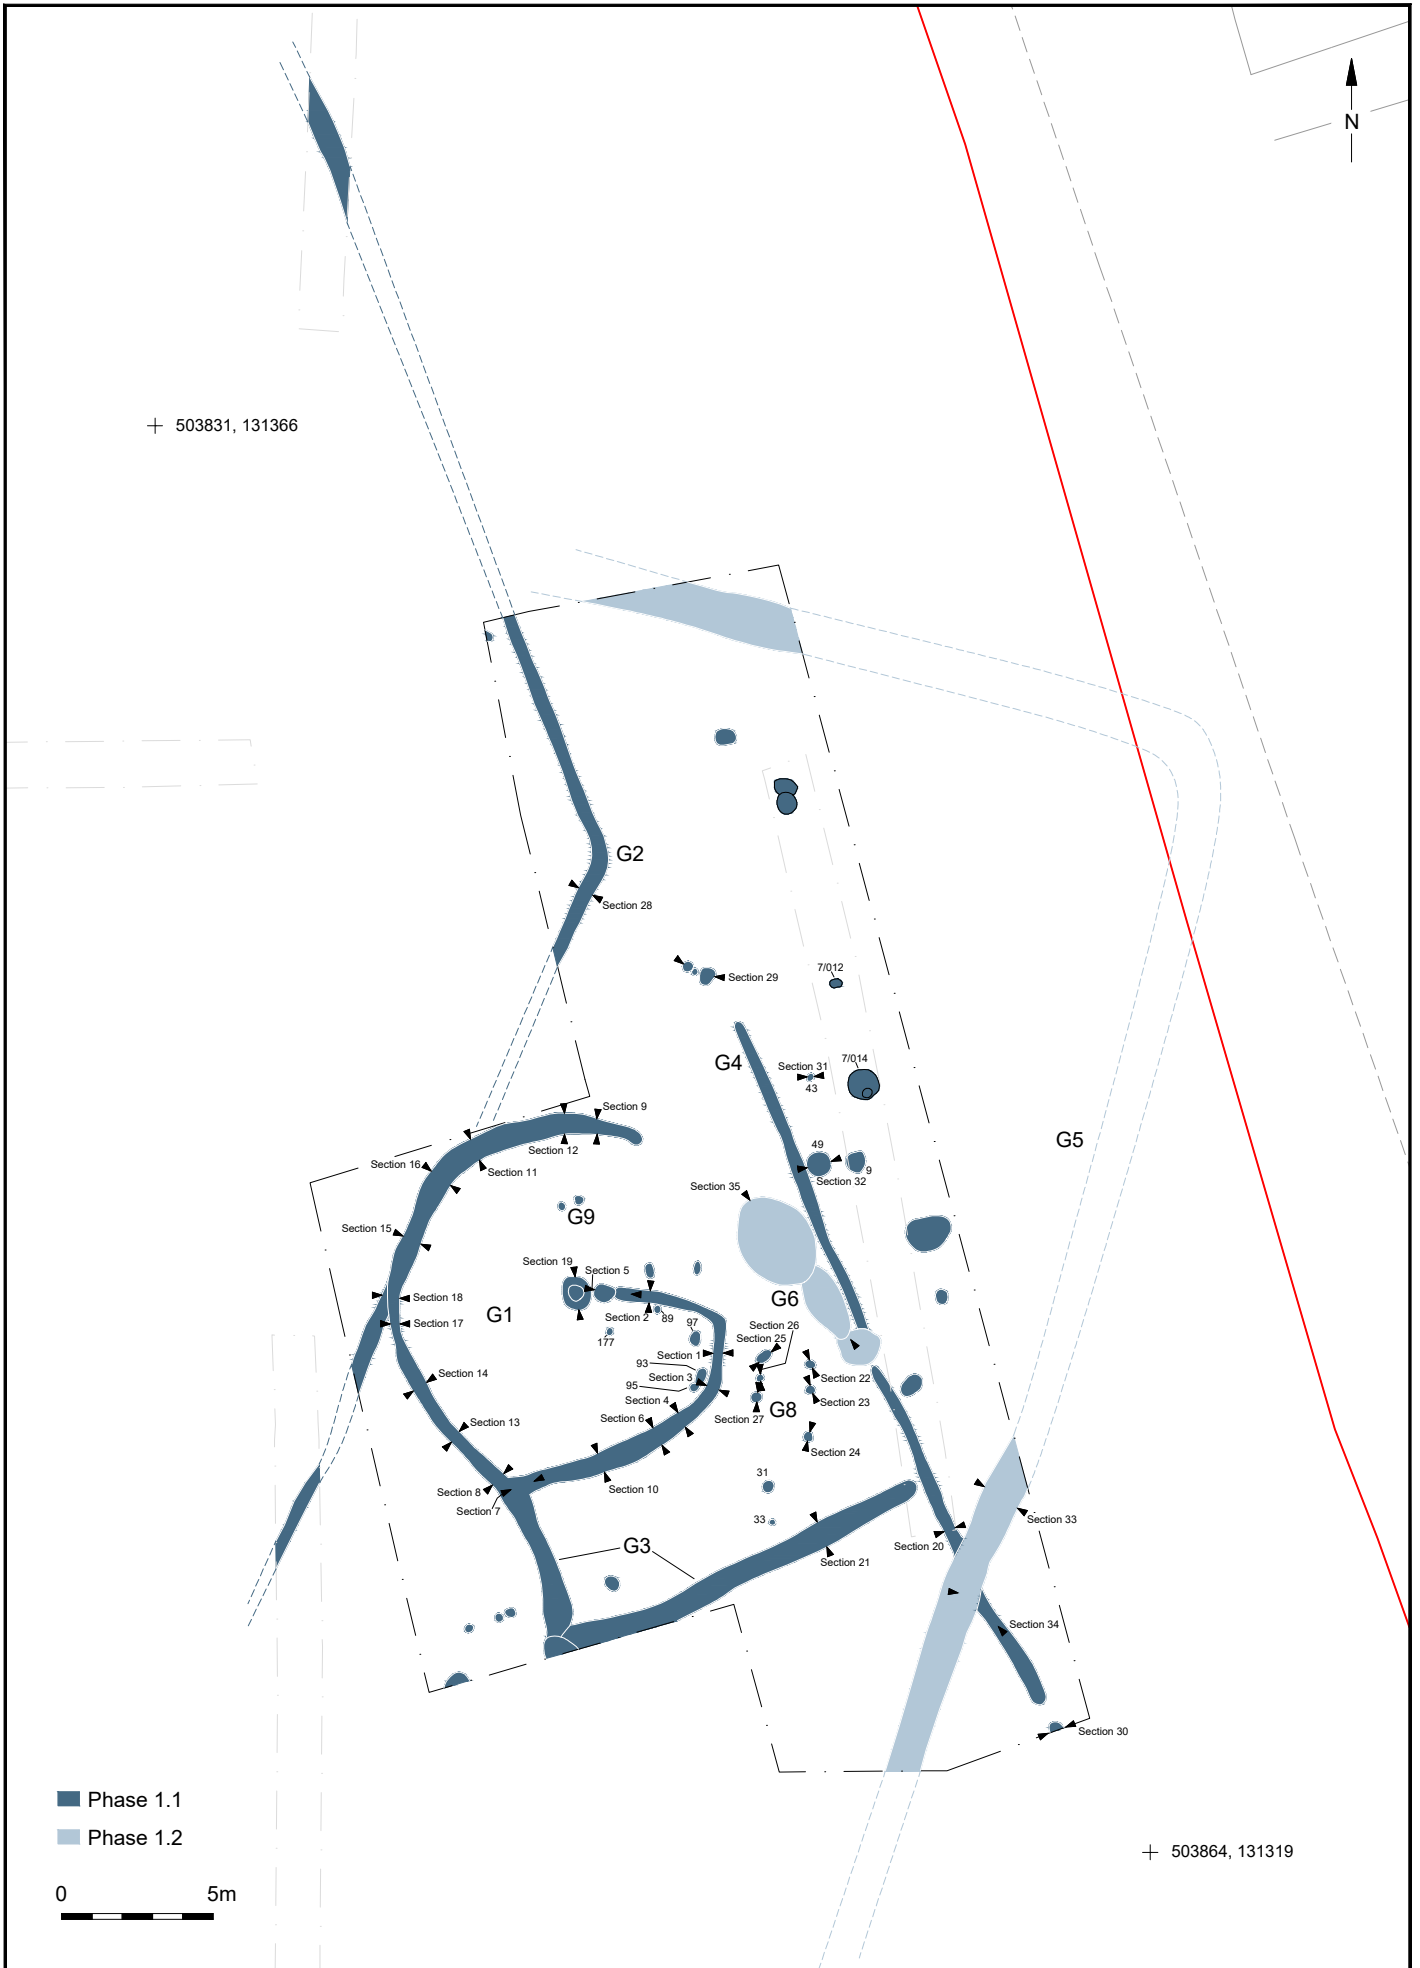 N
503831, 131366
G2
Section 28
Section 29
7/012
G4
Section 31
43
7/014
Section 9
Section 12
Section 16
Section 11
49
9
Section 32
G5
Section 35
G9
Section 15
Section 19
Section 5
Section 18
G1
Section 2
89
G6
Section 17
177
97
Section 26
Section 25
Section 1
93
Section 3
95
Section 22
Section 14
Section 4
Section 23
Section 6
G8
Section 27
Section 13
Section 24
31
Section 10
Section 8
Section 7
33
Section 33
G3
Section 20
Section 21
Section 34
Section 30
Phase 1.1
Phase 1.2
503864, 131319
0 5m